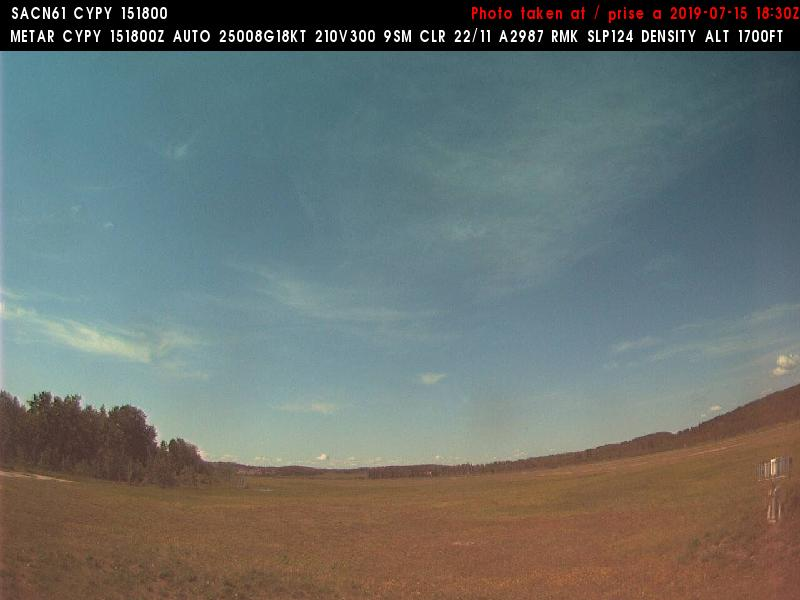 SACN61 CYPY 151800 Photo taken at / prise a 2019-07-15 18:30Z
METAR CYPY 151800Z AUTO 25008G18KT 210V300 9SM CLR 22/11 A2987 RMK SLP124 DENSITY ALT 1700FT